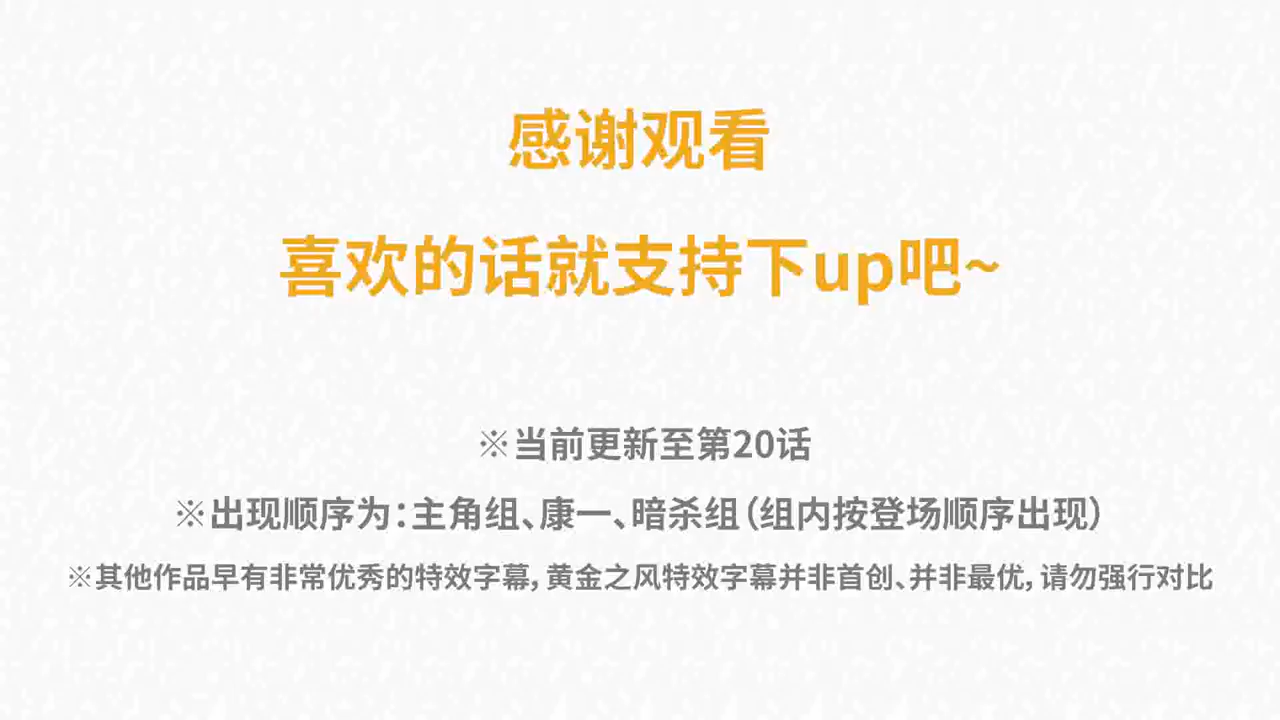 感谢观看
喜欢的话就支持下up吧~
※当前更新至第20话
※出现顺序为：主角组、康一、暗杀组（组内按登场顺序出现）
※其他作品早有非常优秀的特效字幕，黄金之风特效字幕并非首创、并非最优，请勿强行对比